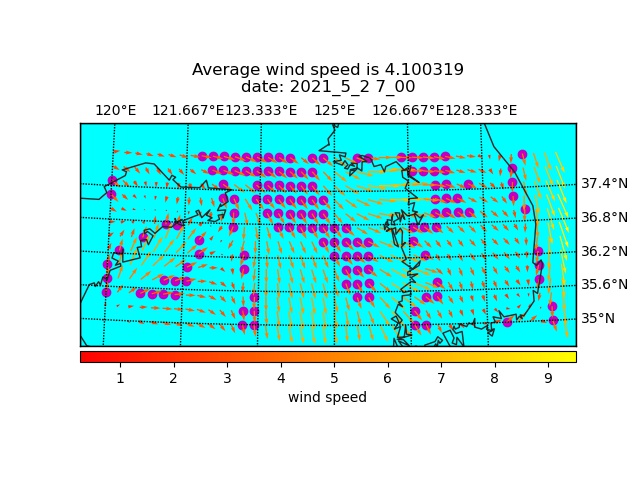 Average wind speed is 4.100319
date: 2021_5_2 7_00
120°E 121.667°E 123.333°E 125°E 126.667°E 128.333°E
37.4°N
36.8°N
36.2°N
35.6°N
35°N
1 2 3 4 5 6 7 8 9
wind speed